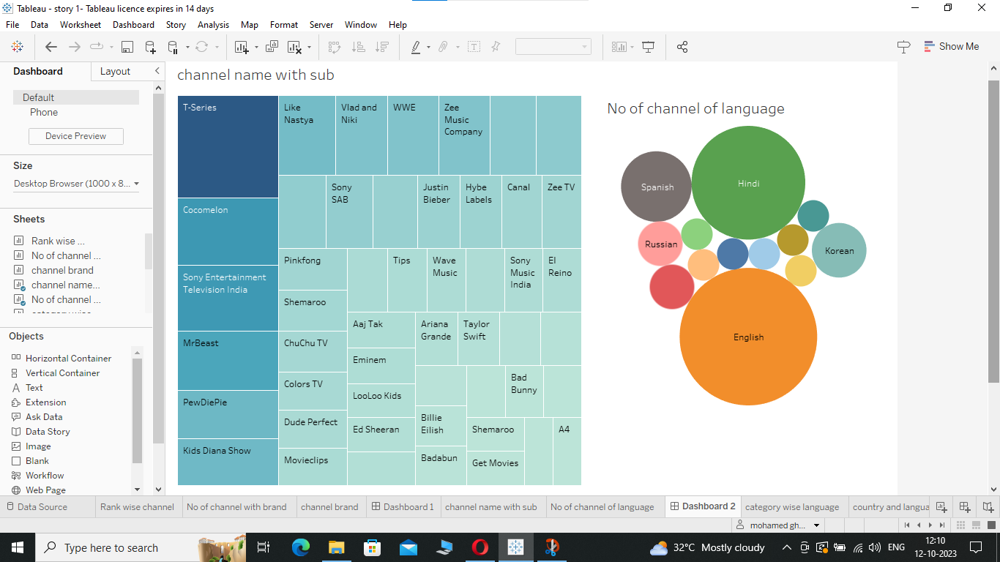 Tableau - story 1- Tableau licence expires in 14 days
File Data Worksheet Dashboard Story Analysis Map Format Server Window Help
Show Me
Dashboard
Layout
Default
Phone
Device Preview
Size
Desktop Browser (1000 x 8...
Sheets
Rank wise ...
No of channel ...
channel brand
channel name...
No of channel ...
Objects
Horizontal Container
Vertical Container
Text
Extension
Ask Data
Data Story
Image
Blank
Workflow
Web Page
channel name with sub
T-Series
Cocomelon
Sony Entertainment
Television India
MrBeast
PewDiePie
Kids Diana Show
Like
Nastya
Vlad and
Niki
WWE
Zee
Music
Company
Sony
SAB
Justin
Bieber
Hybe
Labels
Canal
Zee TV
Pinkfong
Shemaroo
ChuChu TV
Colors TV
Dude Perfect
Movieclips
Tips
Wave
Music
Sony
Music
India
El
Reino
Aaj Tak
Eminem
LooLoo Kids
Ed Sheeran
Ariana
Grande
Taylor
Swift
Bad
Bunny
Billie
Eilish
Badabun
Shemaroo
Get Movies
A4
No of channel of language
Spanish
Hindi
Russian
Korean
English
Data Source
Rank wise channel
No of channel with brand
channel brand
Dashboard 1
channel name with sub
No of channel of language
Dashboard 2
category wise language
country and langua
mohamed gh...
Type here to search
32°C Mostly cloudy
ENG
12:10
12-10-2023